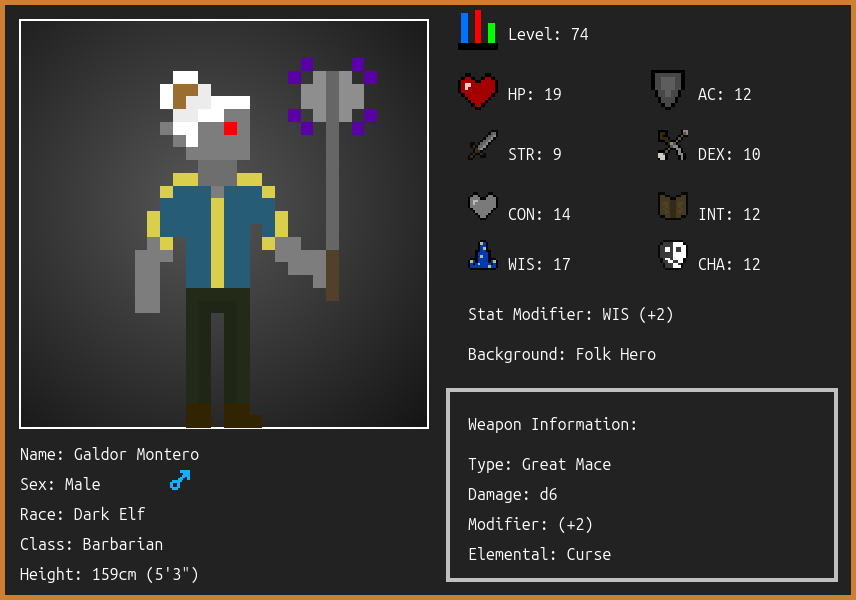 Level: 74
HP: 19
AC: 12
STR: 9
DEX: 10
CON: 14
INT: 12
WIS: 17
CHA: 12
Stat Modifier: WIS (+2)
Background: Folk Hero
Weapon Information:
Type: Great Mace
Damage: d6
Modifier: (+2)
Elemental: Curse
Name: Galdor Montero
Sex: Male
Race: Dark Elf
Class: Barbarian
Height: 159cm (5'3")